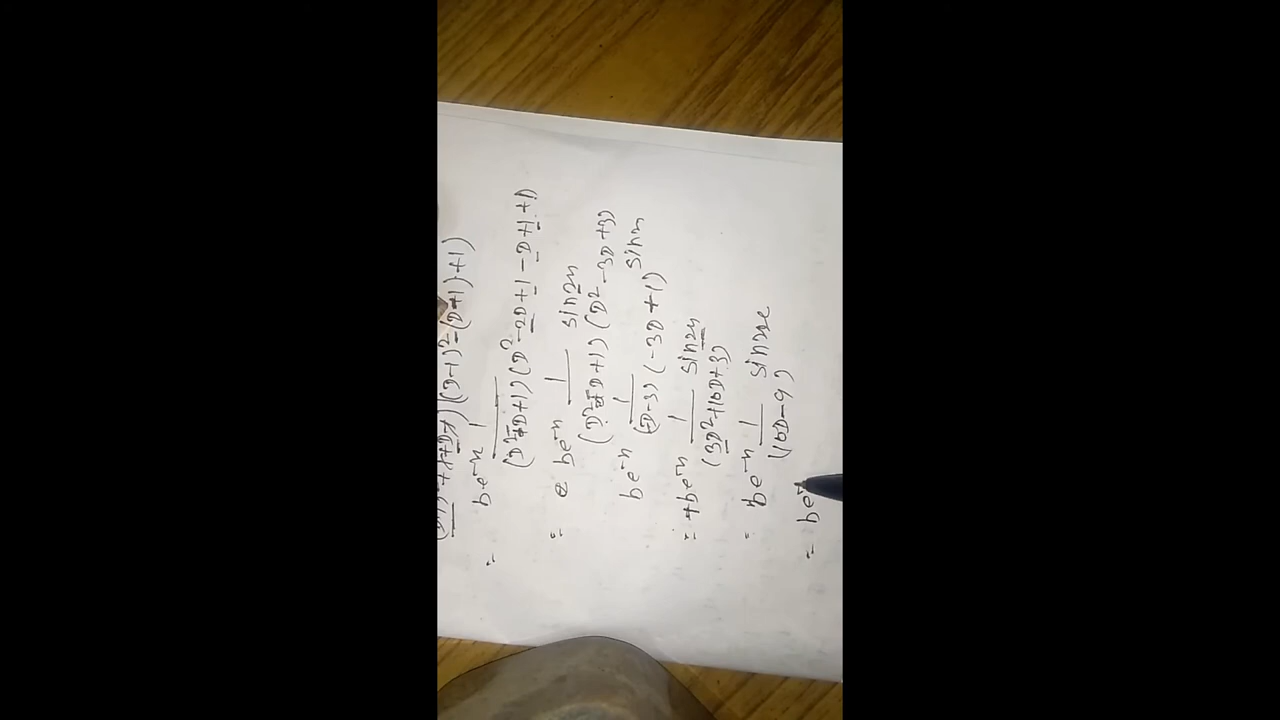 (D-1)²-(D-1)+1)
= be⁻ˣ 1
(D²-D+1)(D²-2D+1-D+1+1)
= e be⁻ˣ 1 sin2x
(D²-D+1)(D²-3D+3)
be⁻ˣ 1 sinx
(-D-3)(-3D+1)
= +be⁻ˣ 1 sin2x
(3D²+10D+3)
= be⁻ˣ 1 sin2x
(10D-9)
= be⁻